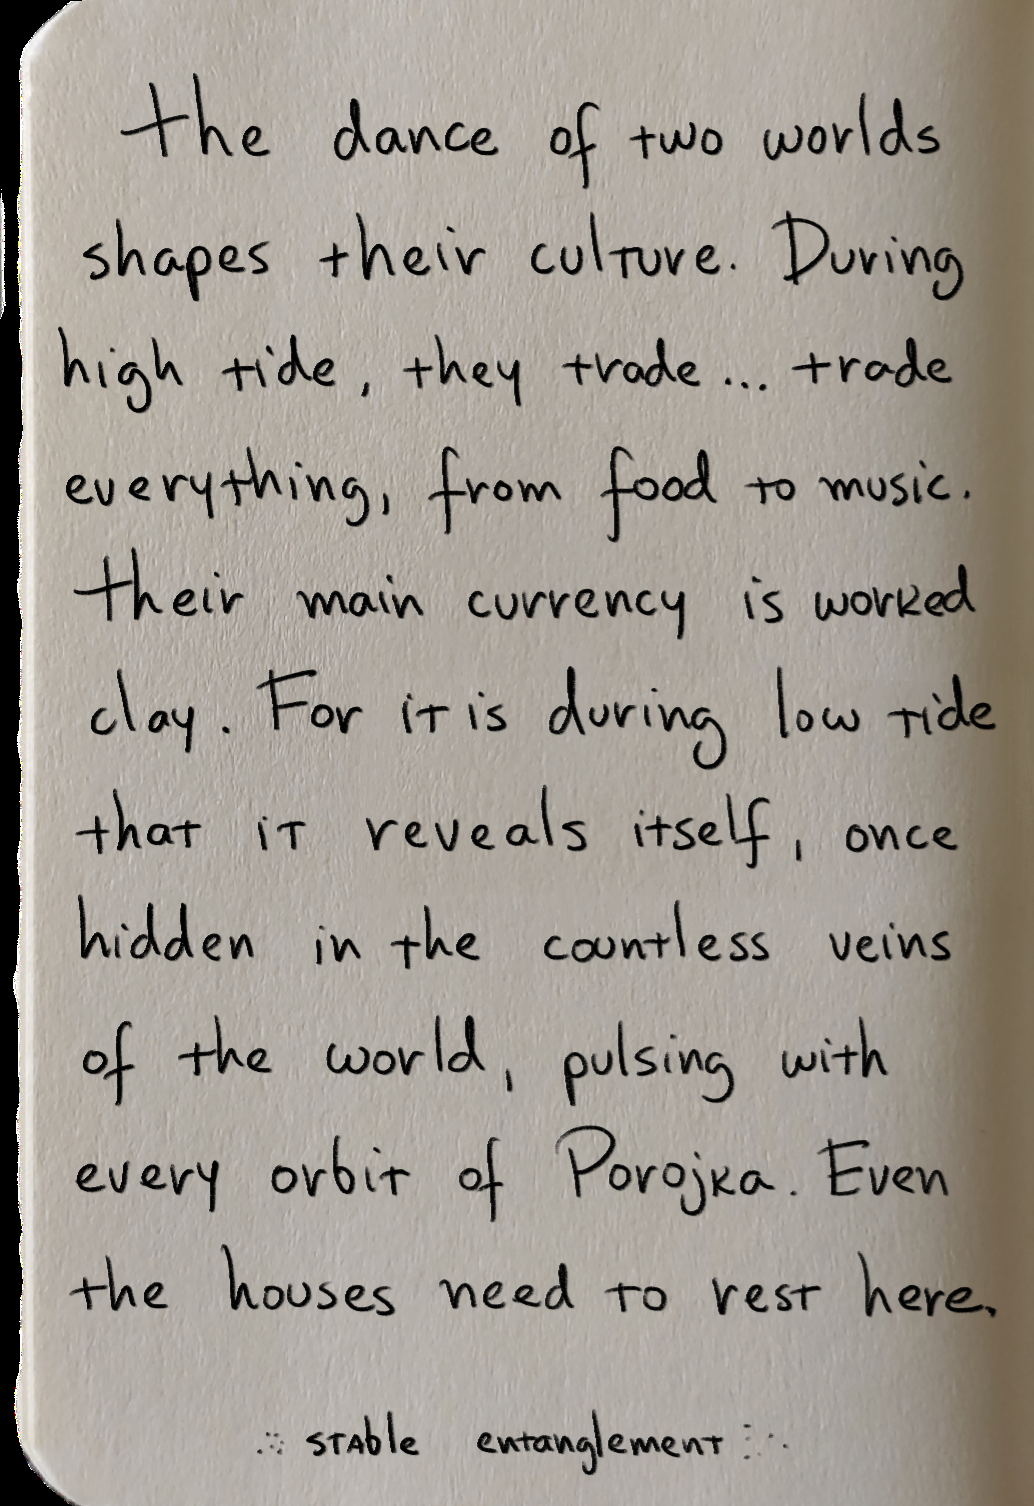 the dance of two worlds
shapes their culture. During
high tide, they trade... trade
everything, from food to music.
their main currency is worked
clay. For it is during low tide
that it reveals itself, once
hidden in the countless veins
of the world, pulsing with
every orbit of Porojka. Even
the houses need to rest here.
stable entanglement